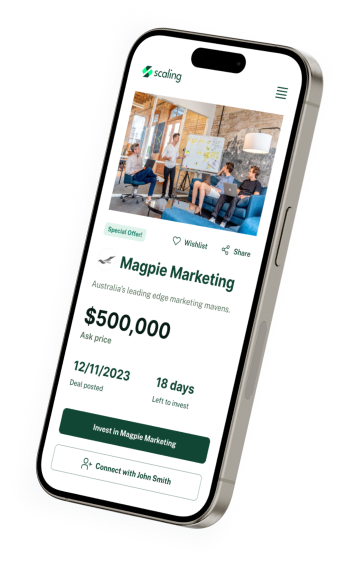 scaling
Special Offer!
Wishlist
Share
Magpie Marketing
Australia's leading edge marketing mavens.
$500,000
Ask price
12/11/2023
18 days
Deal posted
Left to invest
Invest in Magpie Marketing
Connect with John Smith